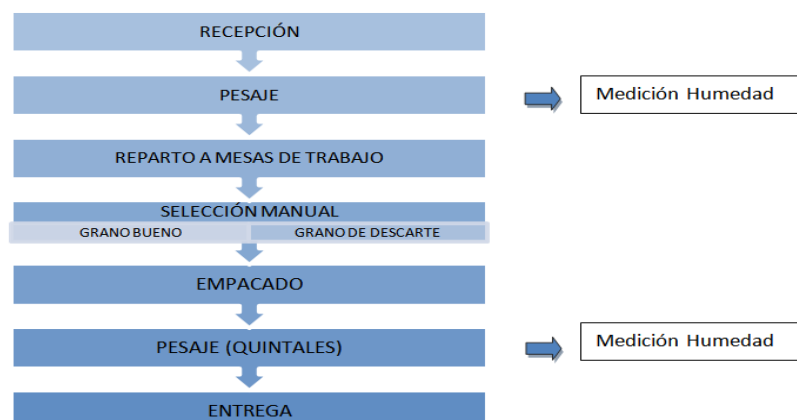 RECEPCIÓN
PESAJE
Medición Humedad
REPARTO A MESAS DE TRABAJO
SELECCIÓN MANUAL
GRANO BUENO
GRANO DE DESCARTE
EMPACADO
PESAJE (QUINTALES)
Medición Humedad
ENTREGA